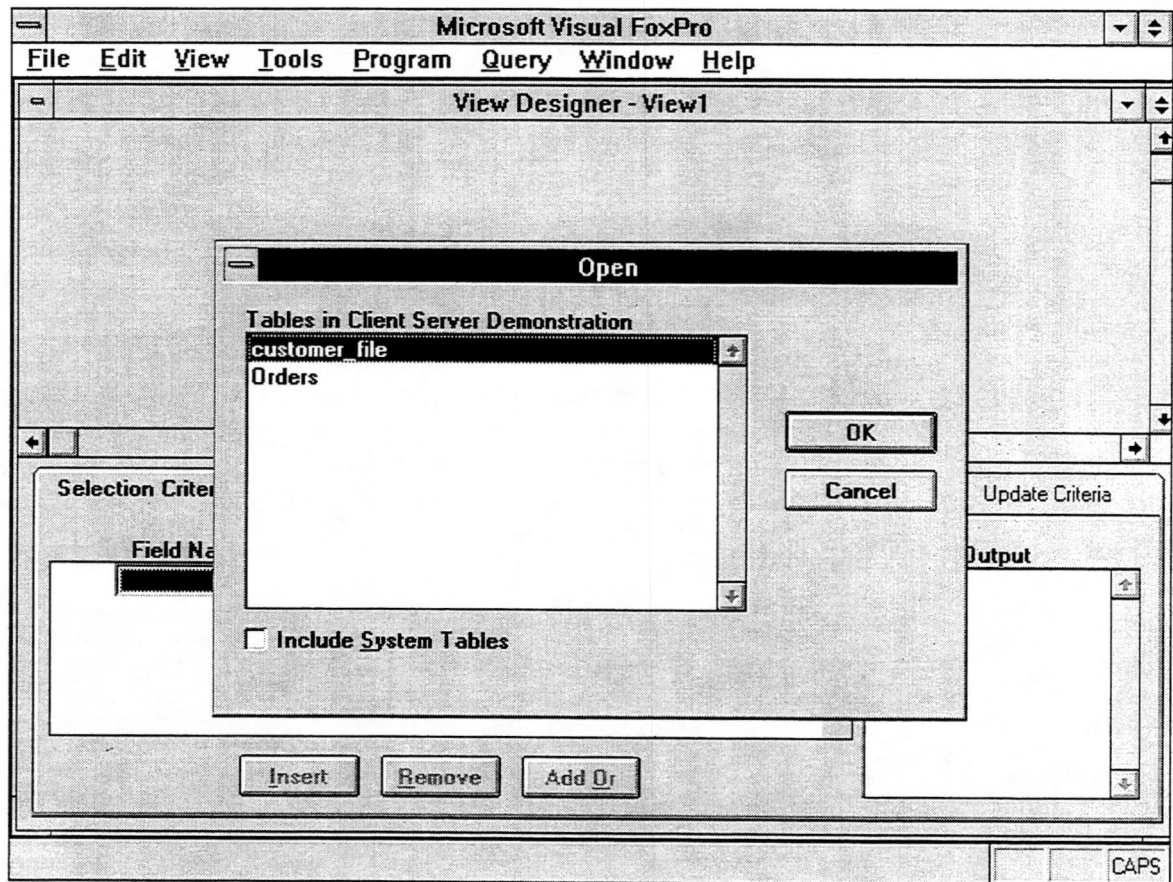 Microsoft Visual FoxPro
File Edit View Tools Program Query Window Help
View Designer - View1
Open
Tables in Client Server Demonstration
customer_file
Orders
OK
Cancel
Include System Tables
Selection Criter
Update Criteria
Field Na
Output
Insert Remove Add Or
CAPS